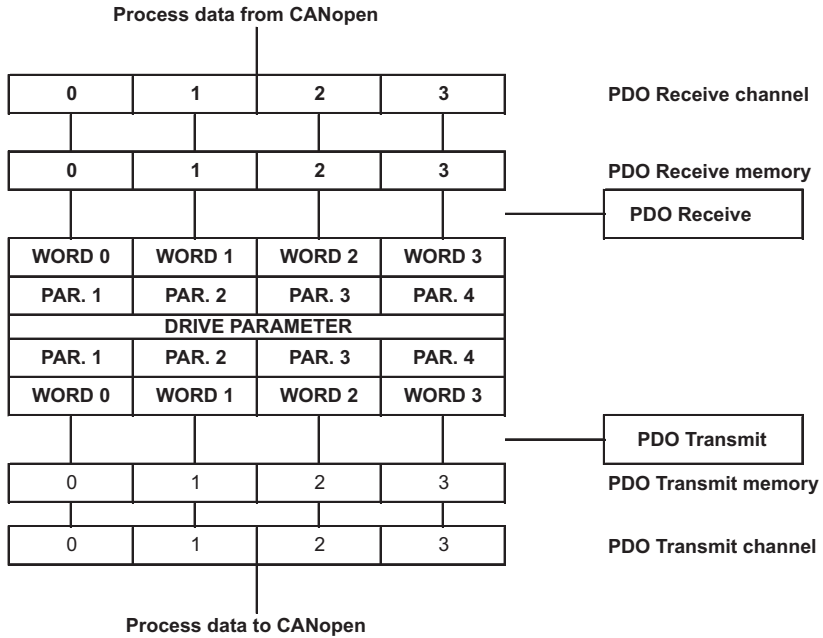 Process data from CANopen
0 1 2 3 PDO Receive channel
0 1 2 3 PDO Receive memory
PDO Receive
WORD 0 WORD 1 WORD 2 WORD 3
PAR. 1 PAR. 2 PAR. 3 PAR. 4
DRIVE PARAMETER
PAR. 1 PAR. 2 PAR. 3 PAR. 4
WORD 0 WORD 1 WORD 2 WORD 3
PDO Transmit
0 1 2 3 PDO Transmit memory
0 1 2 3 PDO Transmit channel
Process data to CANopen